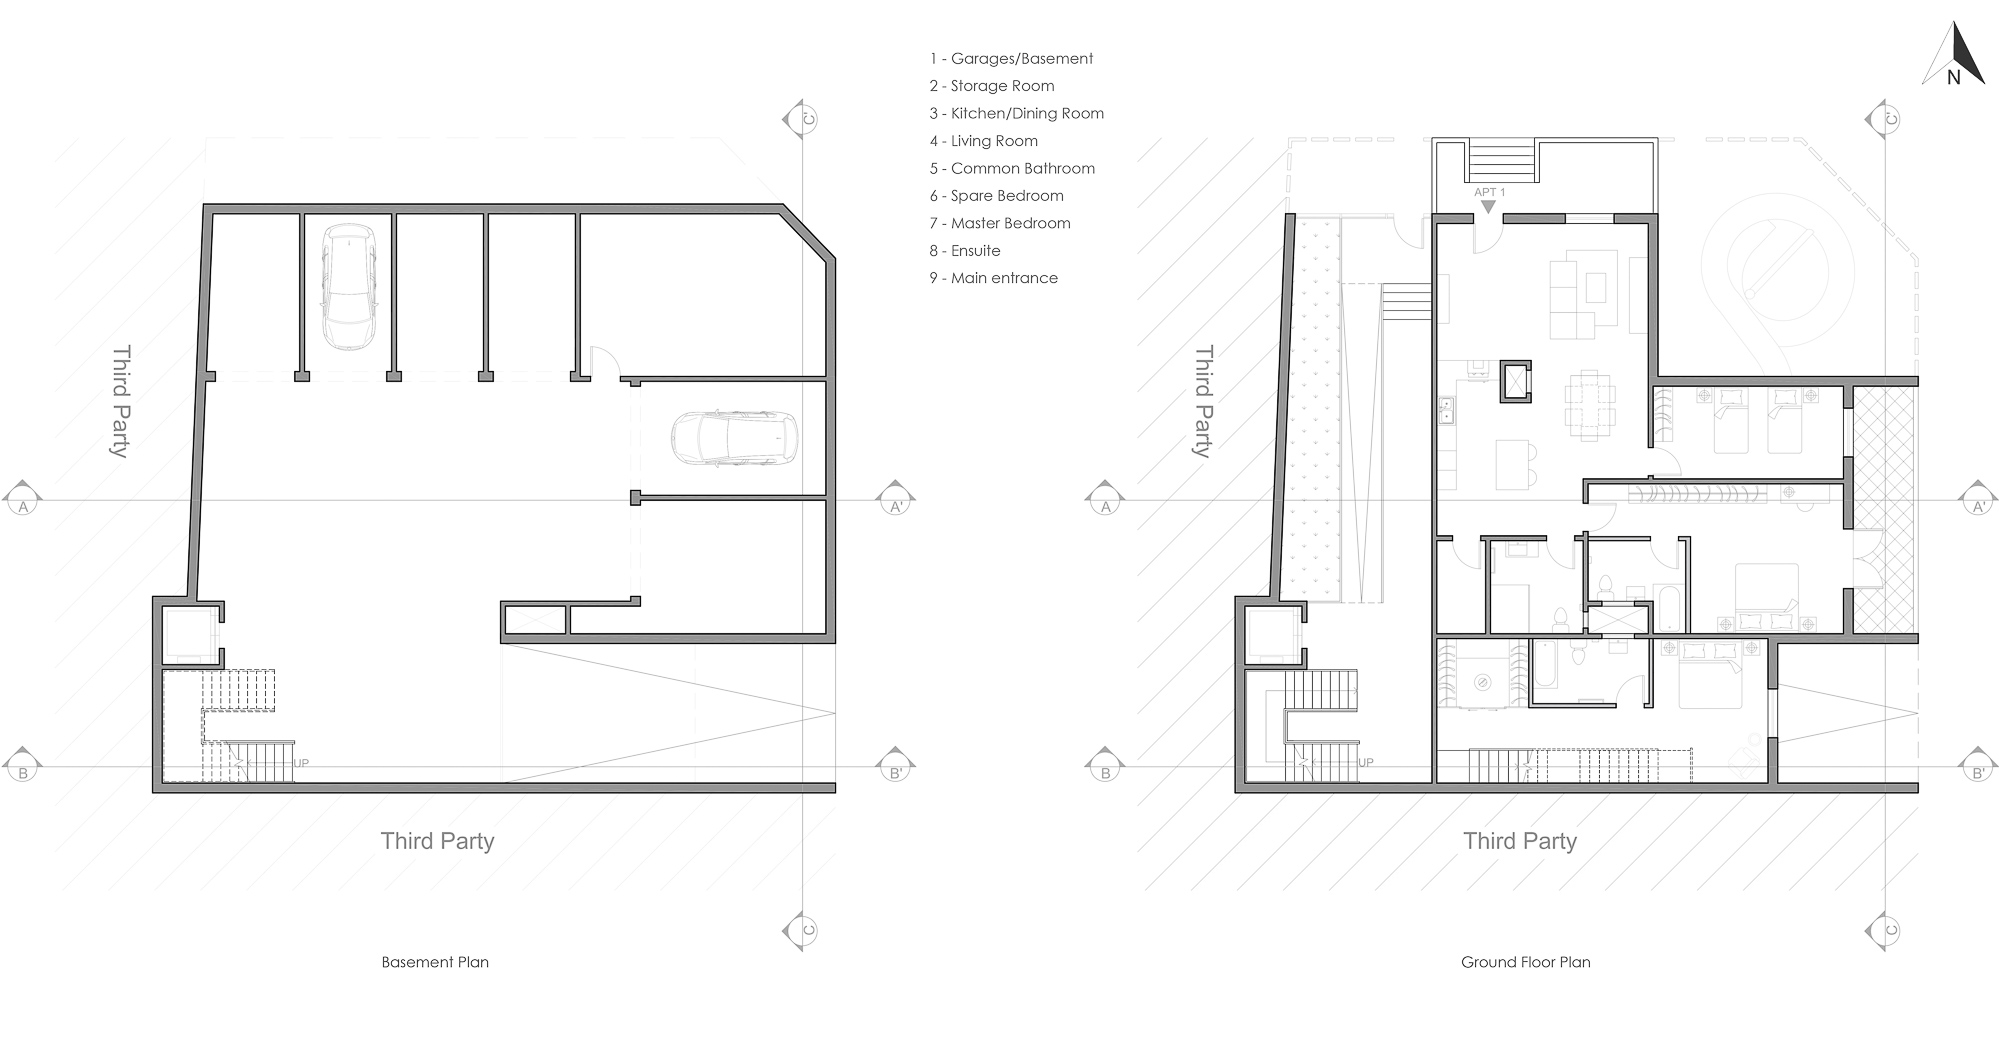 1 - Garages/Basement
2 - Storage Room
3 - Kitchen/Dining Room
4 - Living Room
5 - Common Bathroom
6 - Spare Bedroom
7 - Master Bedroom
8 - Ensuite
9 - Main entrance
N
C'
C'
APT 1
Third Party
Third Party
A
A'
A
A'
UP
UP
B
B'
B
B'
Third Party
Third Party
C
C
Basement Plan
Ground Floor Plan